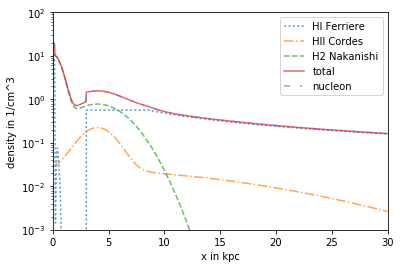 10^2
10^1
10^0
10^-1
10^-2
10^-3
density in 1/cm^3
HI Ferriere
HII Cordes
H2 Nakanishi
total
nucleon
0 5 10 15 20 25 30
x in kpc